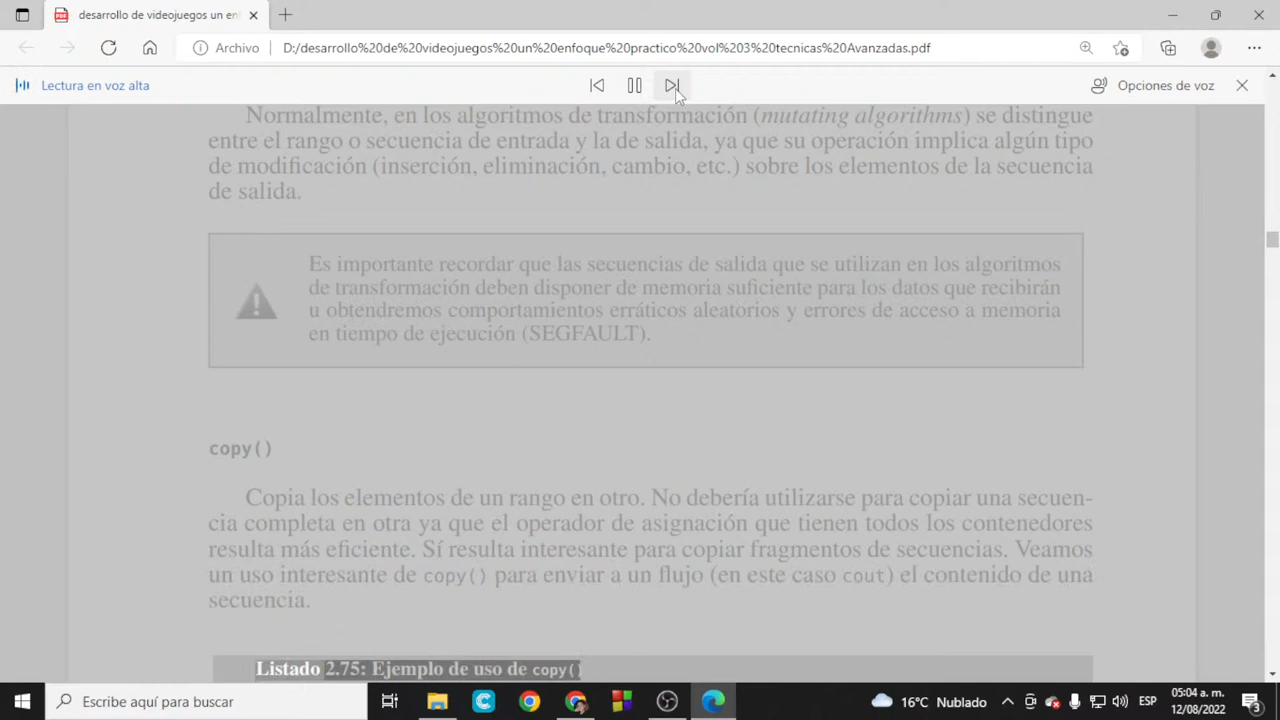 desarrollo de videojuegos un en
Archivo
D:/desarrollo%20de%20videojuegos%20un%20enfoque%20practico%20vol%203%20tecnicas%20Avanzadas.pdf
Lectura en voz alta
Opciones de voz
Normalmente, en los algoritmos de transformación (mutating algorithms) se distingue
entre el rango o secuencia de entrada y la de salida, ya que su operación implica algún tipo
de modificación (inserción, eliminación, cambio, etc.) sobre los elementos de la secuencia
de salida.
Es importante recordar que las secuencias de salida que se utilizan en los algoritmos
de transformación deben disponer de memoria suficiente para los datos que recibirán
u obtendremos comportamientos erráticos aleatorios y errores de acceso a memoria
en tiempo de ejecución (SEGFAULT).
copy()
Copia los elementos de un rango en otro. No debería utilizarse para copiar una secuen-
cia completa en otra ya que el operador de asignación que tienen todos los contenedores
resulta más eficiente. Sí resulta interesante para copiar fragmentos de secuencias. Veamos
un uso interesante de copy() para enviar a un flujo (en este caso cout) el contenido de una
secuencia.
Listado 2.75: Ejemplo de uso de copy()
Escribe aquí para buscar
16°C Nublado
ESP
05:04 a. m.
12/08/2022
3